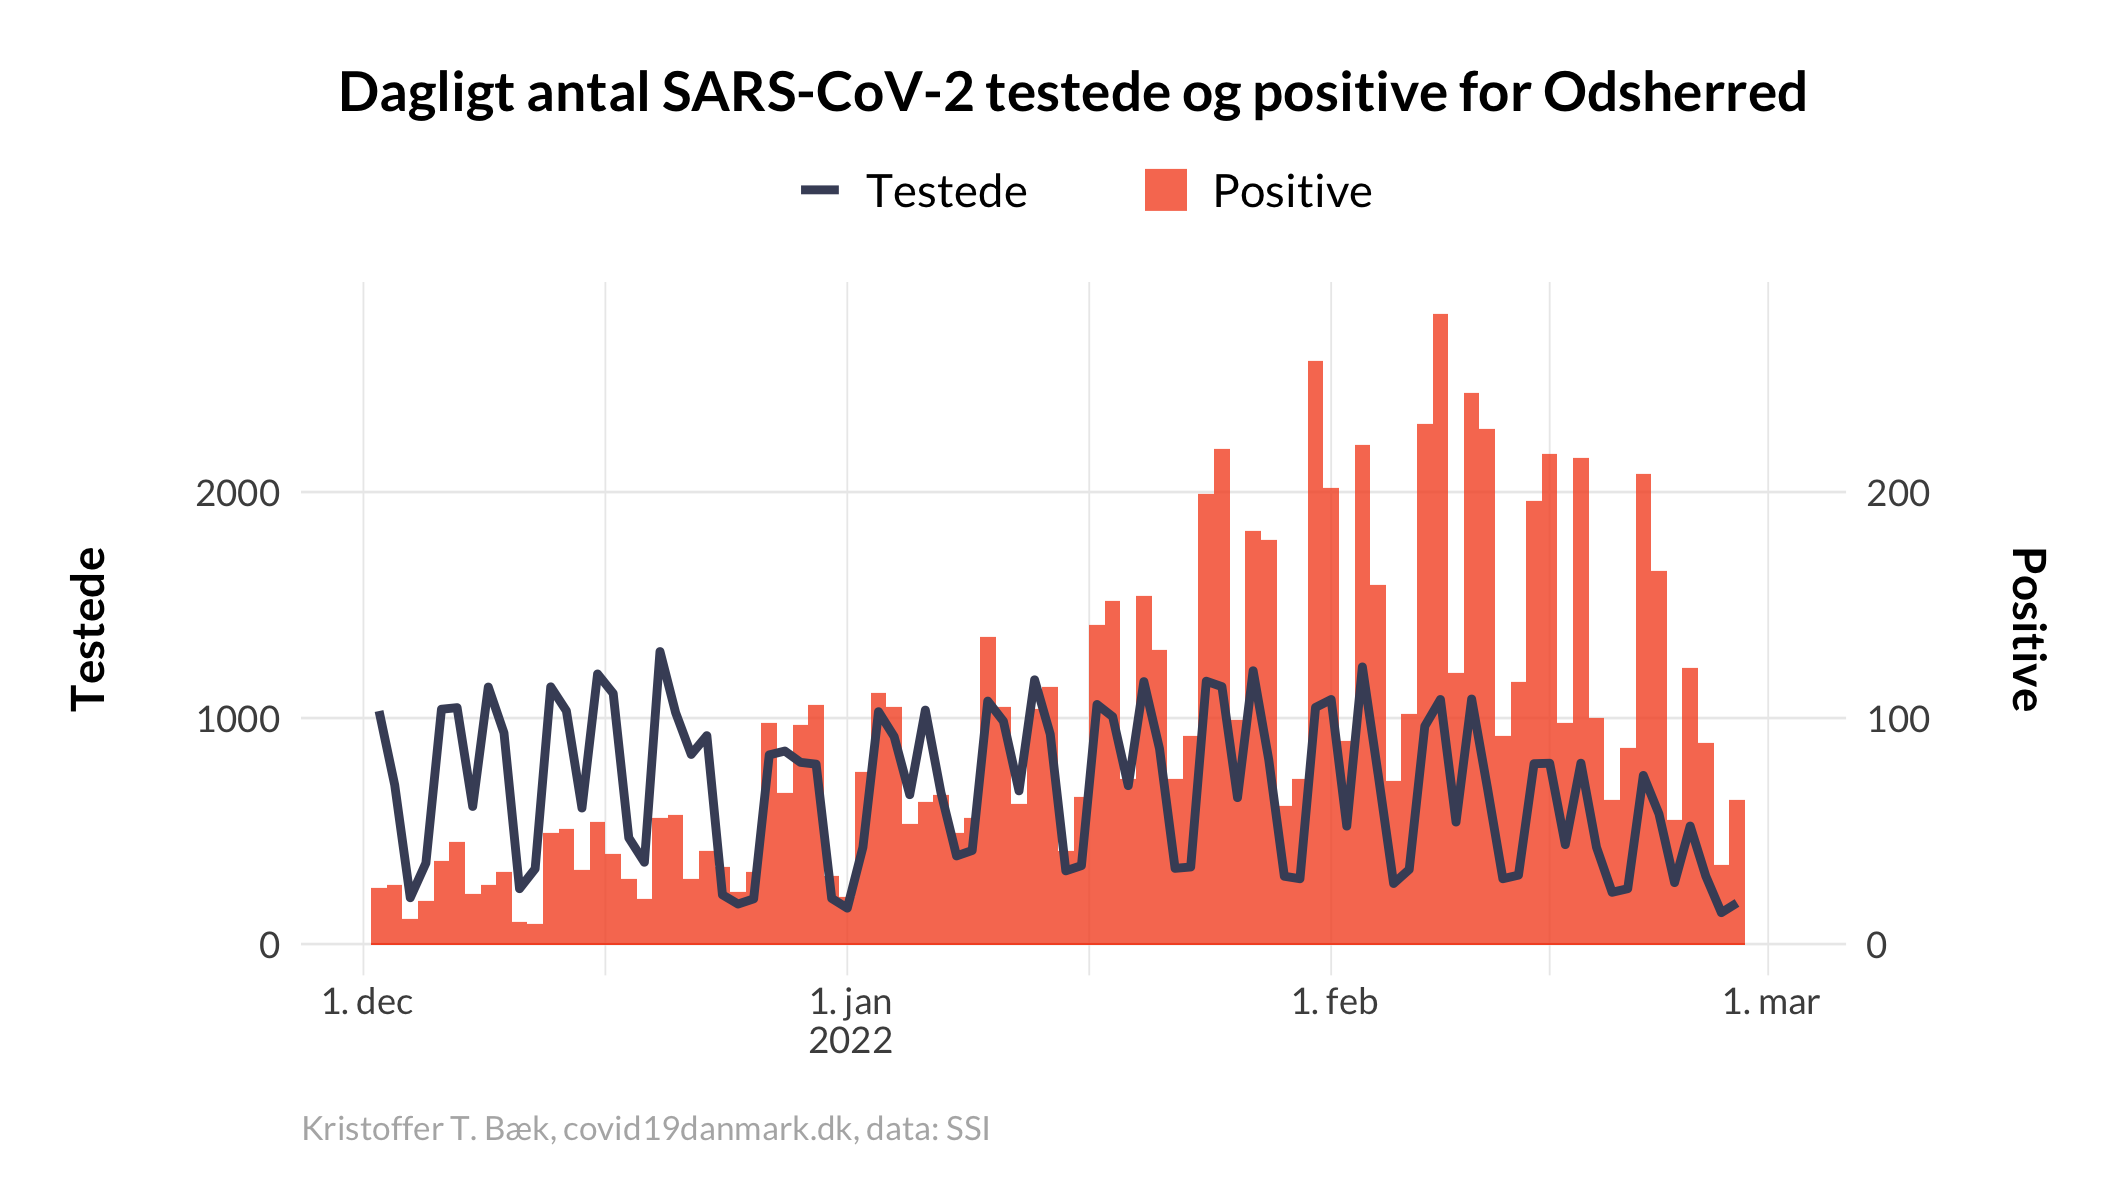 Dagligt antal SARS-CoV-2 testede og positive for Odsherred
Testede Positive
Testede
2000
1000
0
200
100
0
Positive
1. dec
1. jan
2022
1. feb
1. mar
Kristoffer T. Bæk, covid19danmark.dk, data: SSI